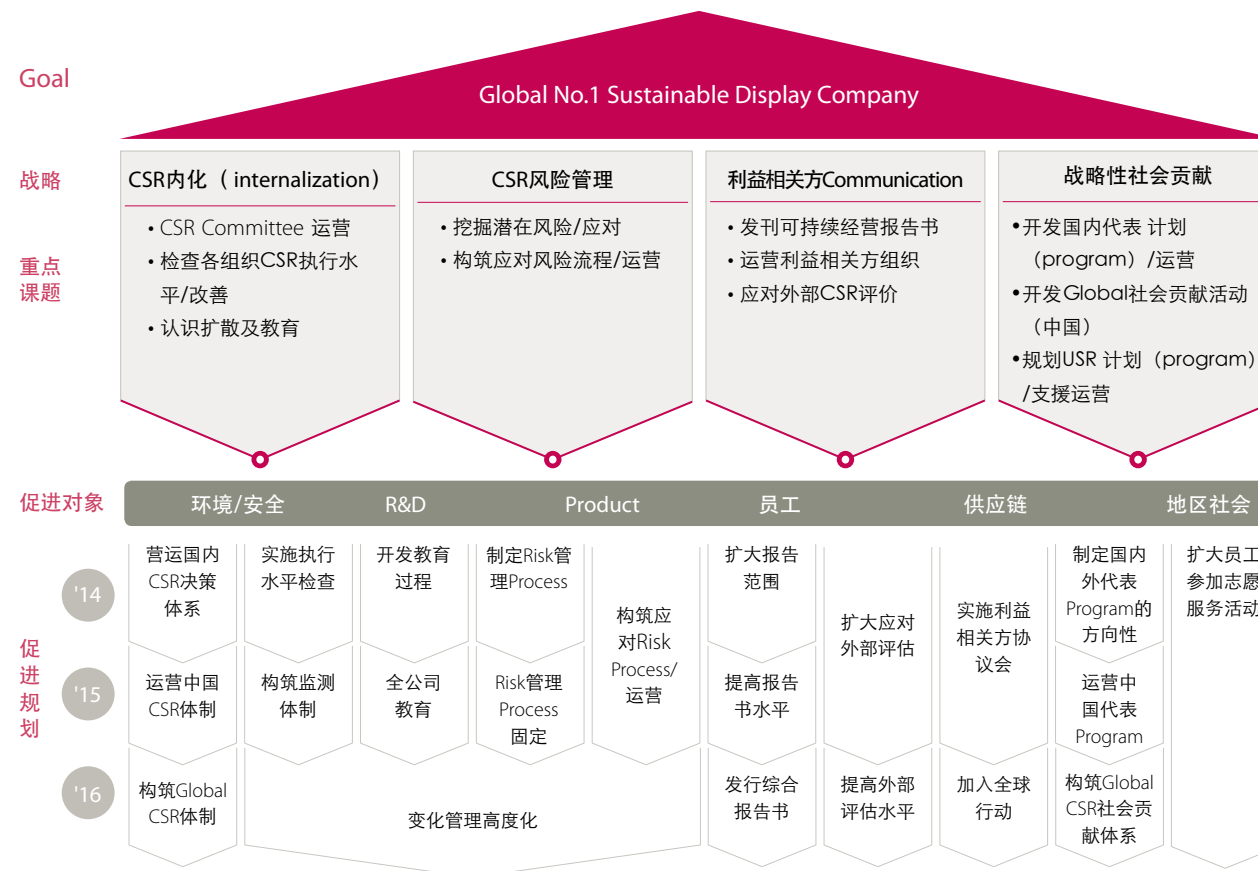 Goal
Global No.1 Sustainable Display Company
战略
CSR内化 （ internalization）
CSR风险管理
利益相关方Communication
战略性社会贡献
重点
课题
• CSR Committee 运营
• 检查各组织CSR执行水
平/改善
• 认识扩散及教育
• 挖掘潜在风险/应对
• 构筑应对风险流程/运营
• 发刊可持续经营报告书
• 运营利益相关方组织
• 应对外部CSR评价
•开发国内代表 计划
（program）/运营
•开发Global社会贡献活动
（中国）
•规划USR 计划（program）
/支援运营
促进对象
环境/安全
R&D
Product
员工
供应链
地区社会
促
进
规
划
'14
营运国内
CSR决策
体系
实施执行
水平检查
开发教育
过程
制定Risk管
理Process
构筑应
对Risk
Process/
运营
扩大报告
范围
扩大应对
外部评估
实施利益
相关方协
议会
制定国内
外代表
Program的
方向性
扩大员工
参加志愿
服务活动
'15
运营中国
CSR体制
构筑监测
体制
全公司
教育
Risk管理
Process
固定
提高报告
书水平
运营中
国代表
Program
'16
构筑Global
CSR体制
变化管理高度化
发行综合
报告书
提高外部
评估水平
加入全球
行动
构筑Global
CSR社会贡
献体系